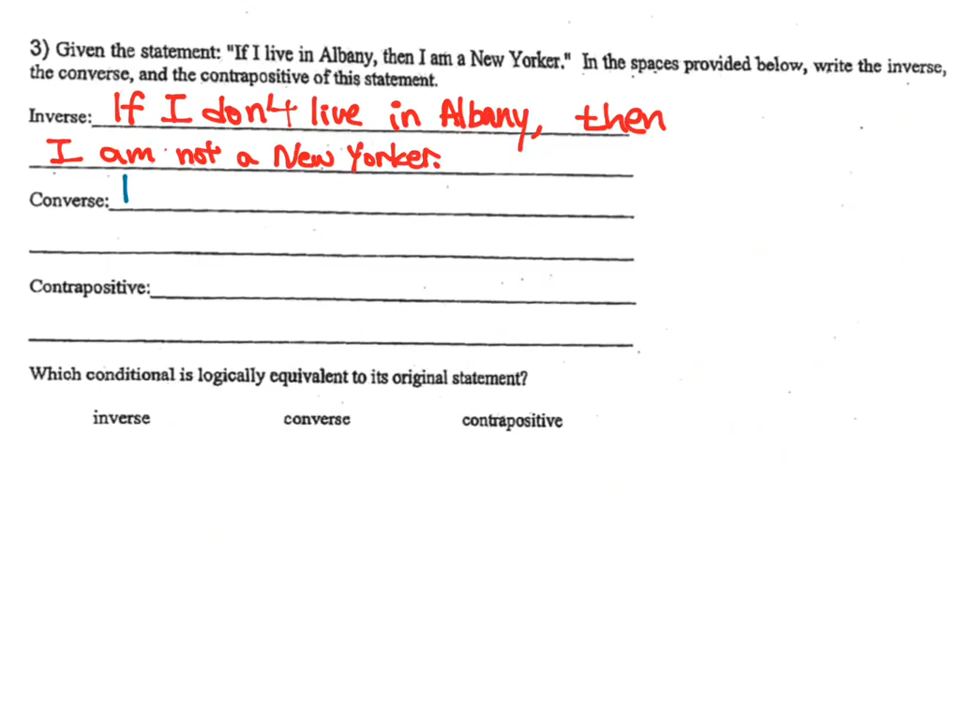 3) Given the statement: "If I live in Albany, then I am a New Yorker." In the spaces provided below, write the inverse,
the converse, and the contrapositive of this statement.
Inverse: If I don't live in Albany, then
I am not a New Yorker.
Converse: I
Contrapositive:
Which conditional is logically equivalent to its original statement?
inverse converse contrapositive